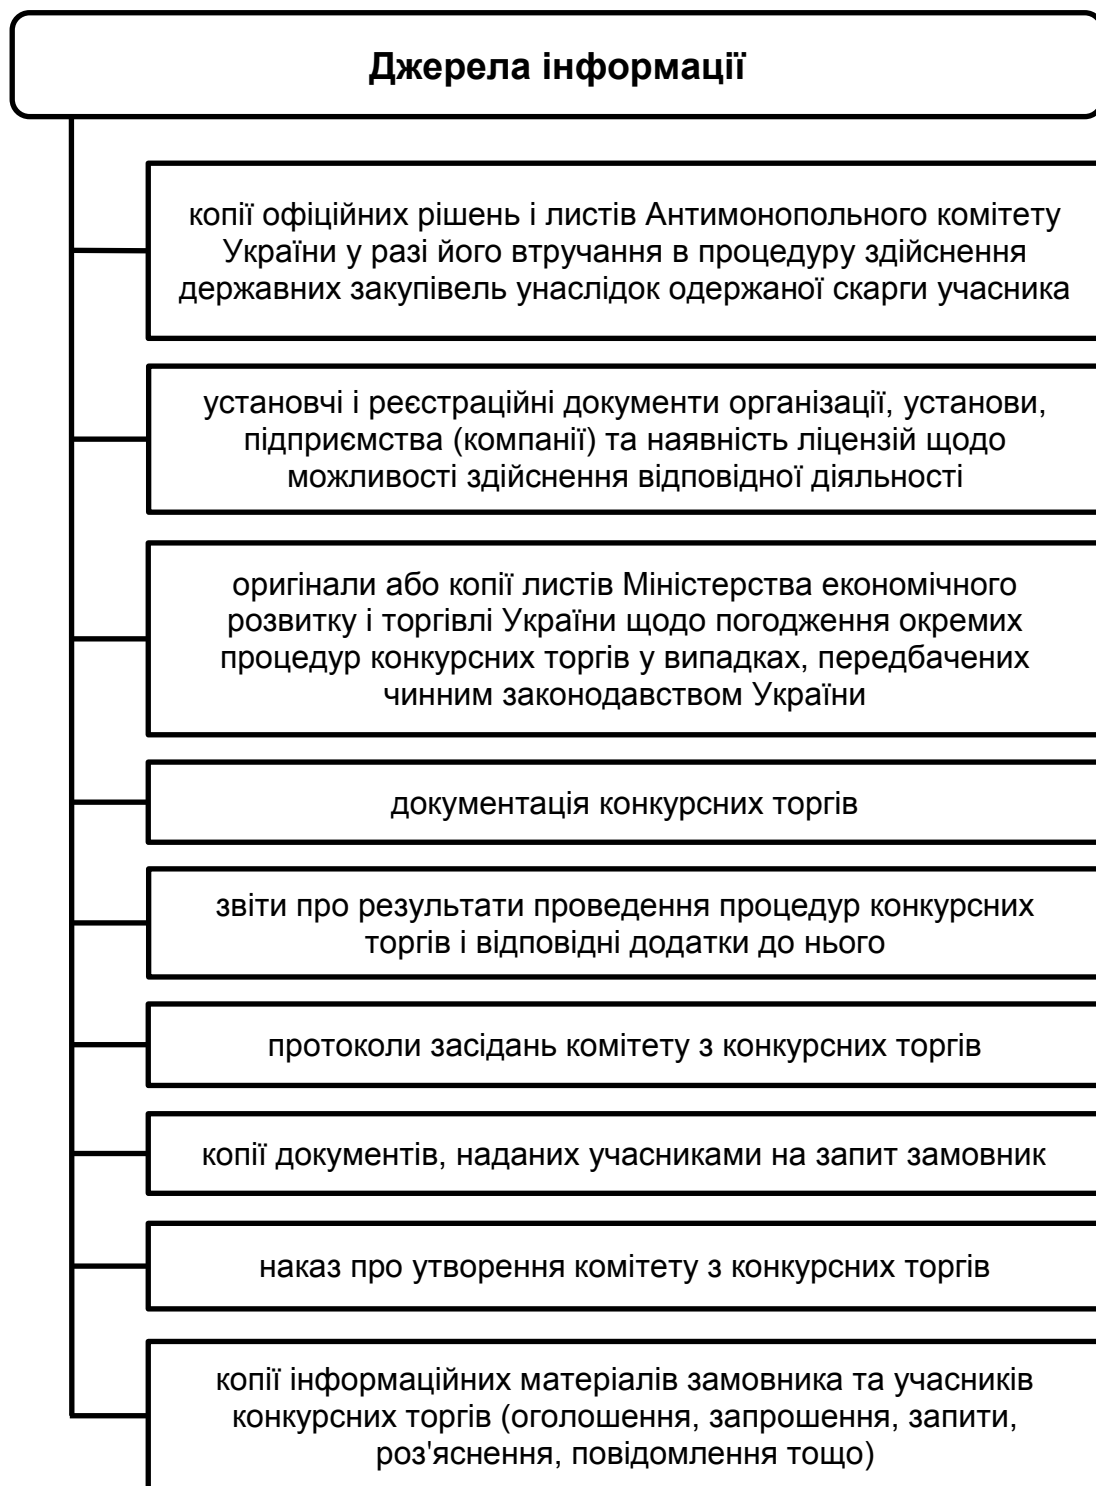 Джерела інформації
копії офіційних рішень і листів Антимонопольного комітету
України у разі його втручання в процедуру здійснення
державних закупівель унаслідок одержаної скарги учасника
установчі і реєстраційні документи організації, установи,
підприємства (компанії) та наявність ліцензій щодо
можливості здійснення відповідної діяльності
оригінали або копії листів Міністерства економічного
розвитку і торгівлі України щодо погодження окремих
процедур конкурсних торгів у випадках, передбачених
чинним законодавством України
документація конкурсних торгів
звіти про результати проведення процедур конкурсних
торгів і відповідні додатки до нього
протоколи засідань комітету з конкурсних торгів
копії документів, наданих учасниками на запит замовник
наказ про утворення комітету з конкурсних торгів
копії інформаційних матеріалів замовника та учасників
конкурсних торгів (оголошення, запрошення, запити,
роз'яснення, повідомлення тощо)